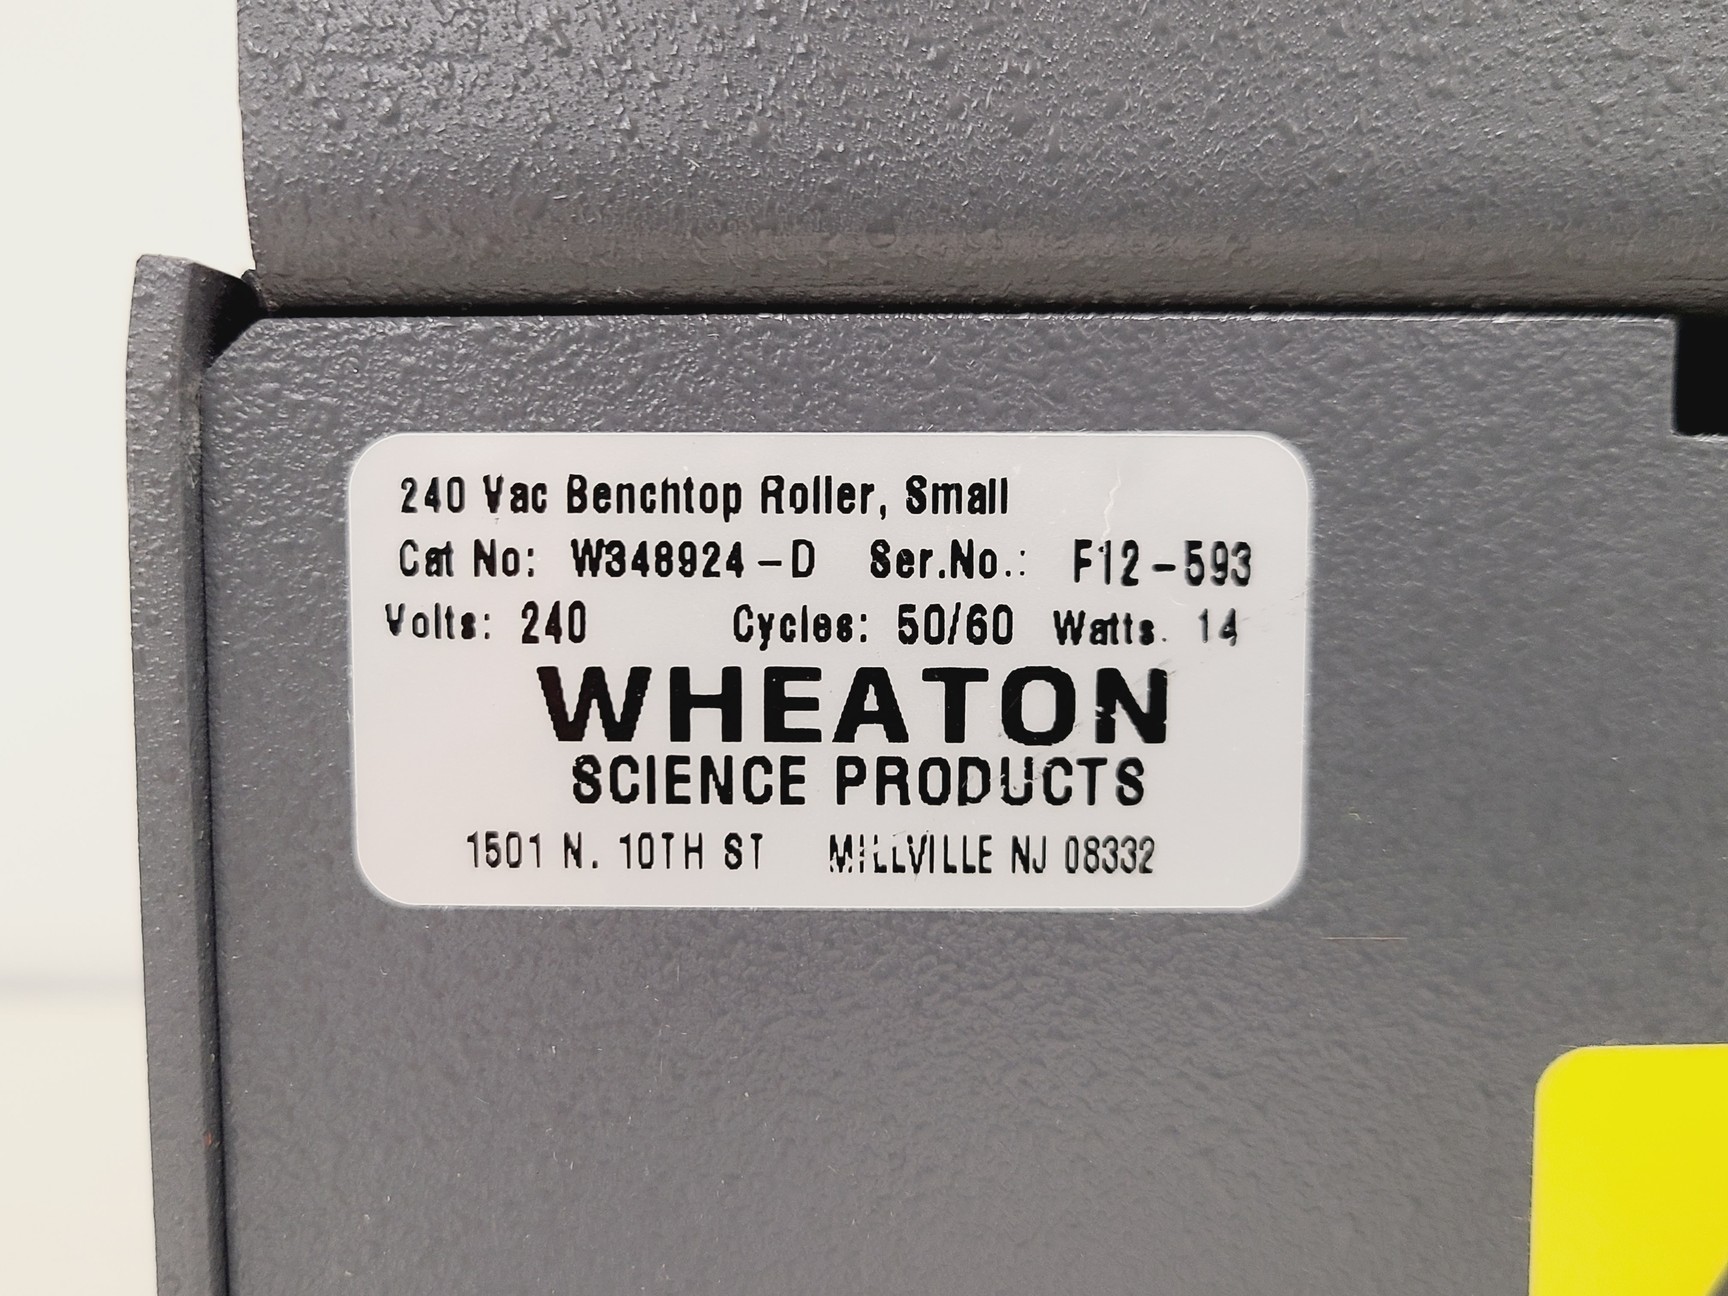 240 Vac Benchtop Roller, Small
Cat No: W348924-D Ser.No.: F12-593
Volts: 240 Cycles: 50/60 Watts. 14
WHEATON
SCIENCE PRODUCTS
1501 N. 10TH ST MILLVILLE NJ 08332